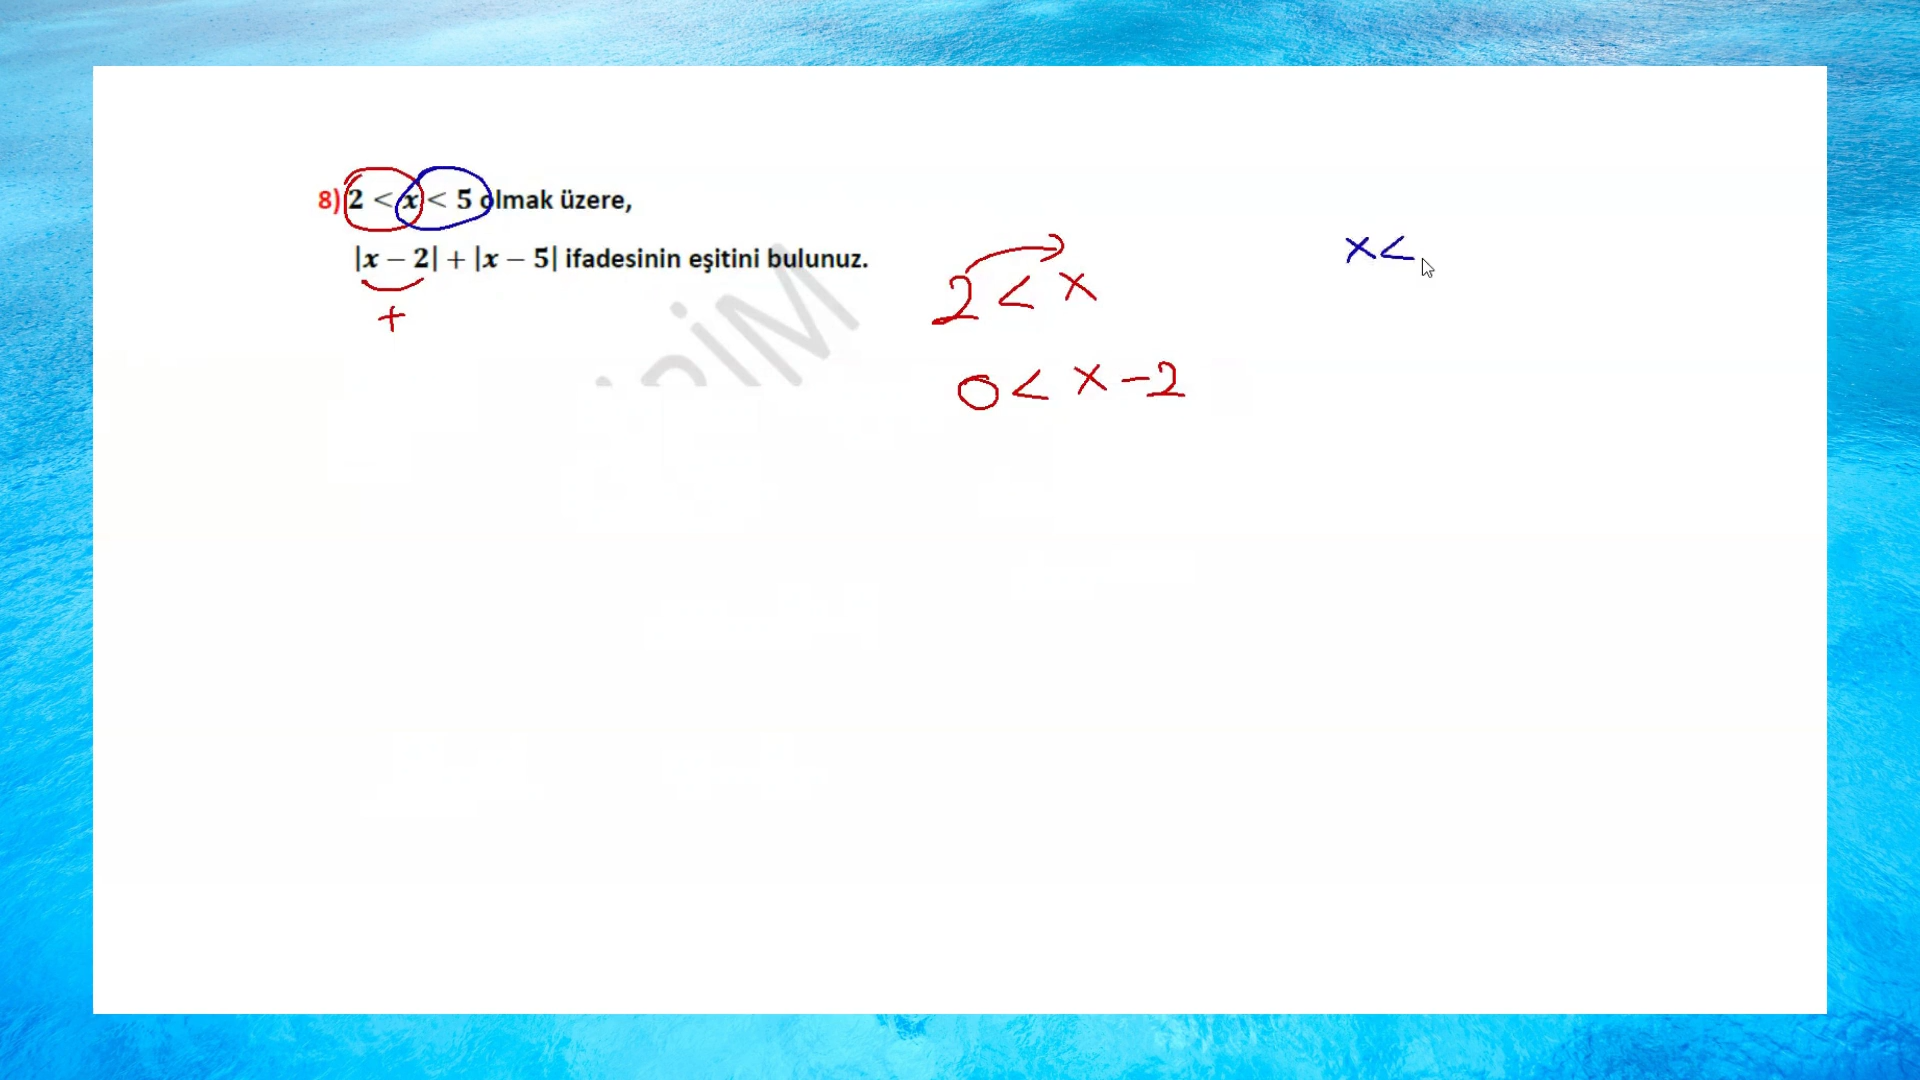 8) 2 < x < 5 olmak üzere,
|x − 2| + |x − 5| ifadesinin eşitini bulunuz.
+
2 < x
0 < x − 2
x <